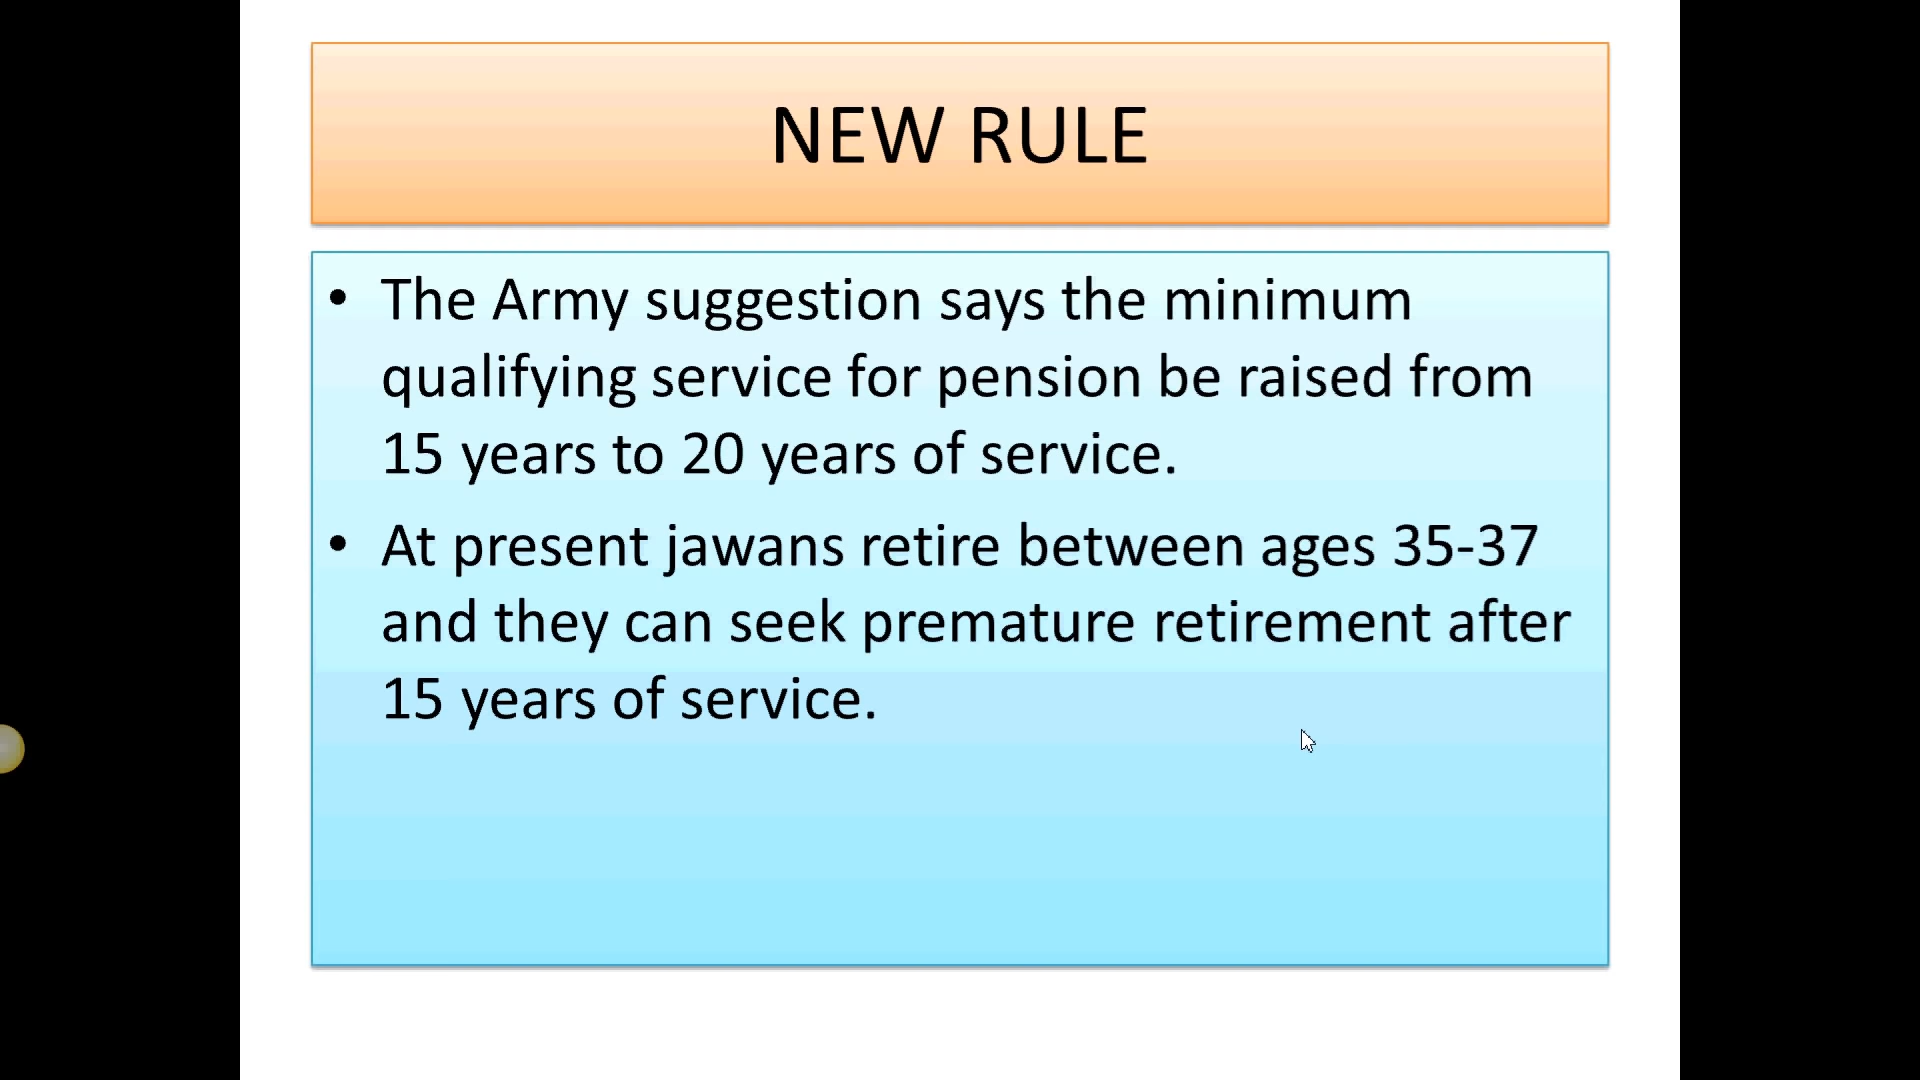 NEW RULE
• The Army suggestion says the minimum
qualifying service for pension be raised from
15 years to 20 years of service.
• At present jawans retire between ages 35-37
and they can seek premature retirement after
15 years of service.